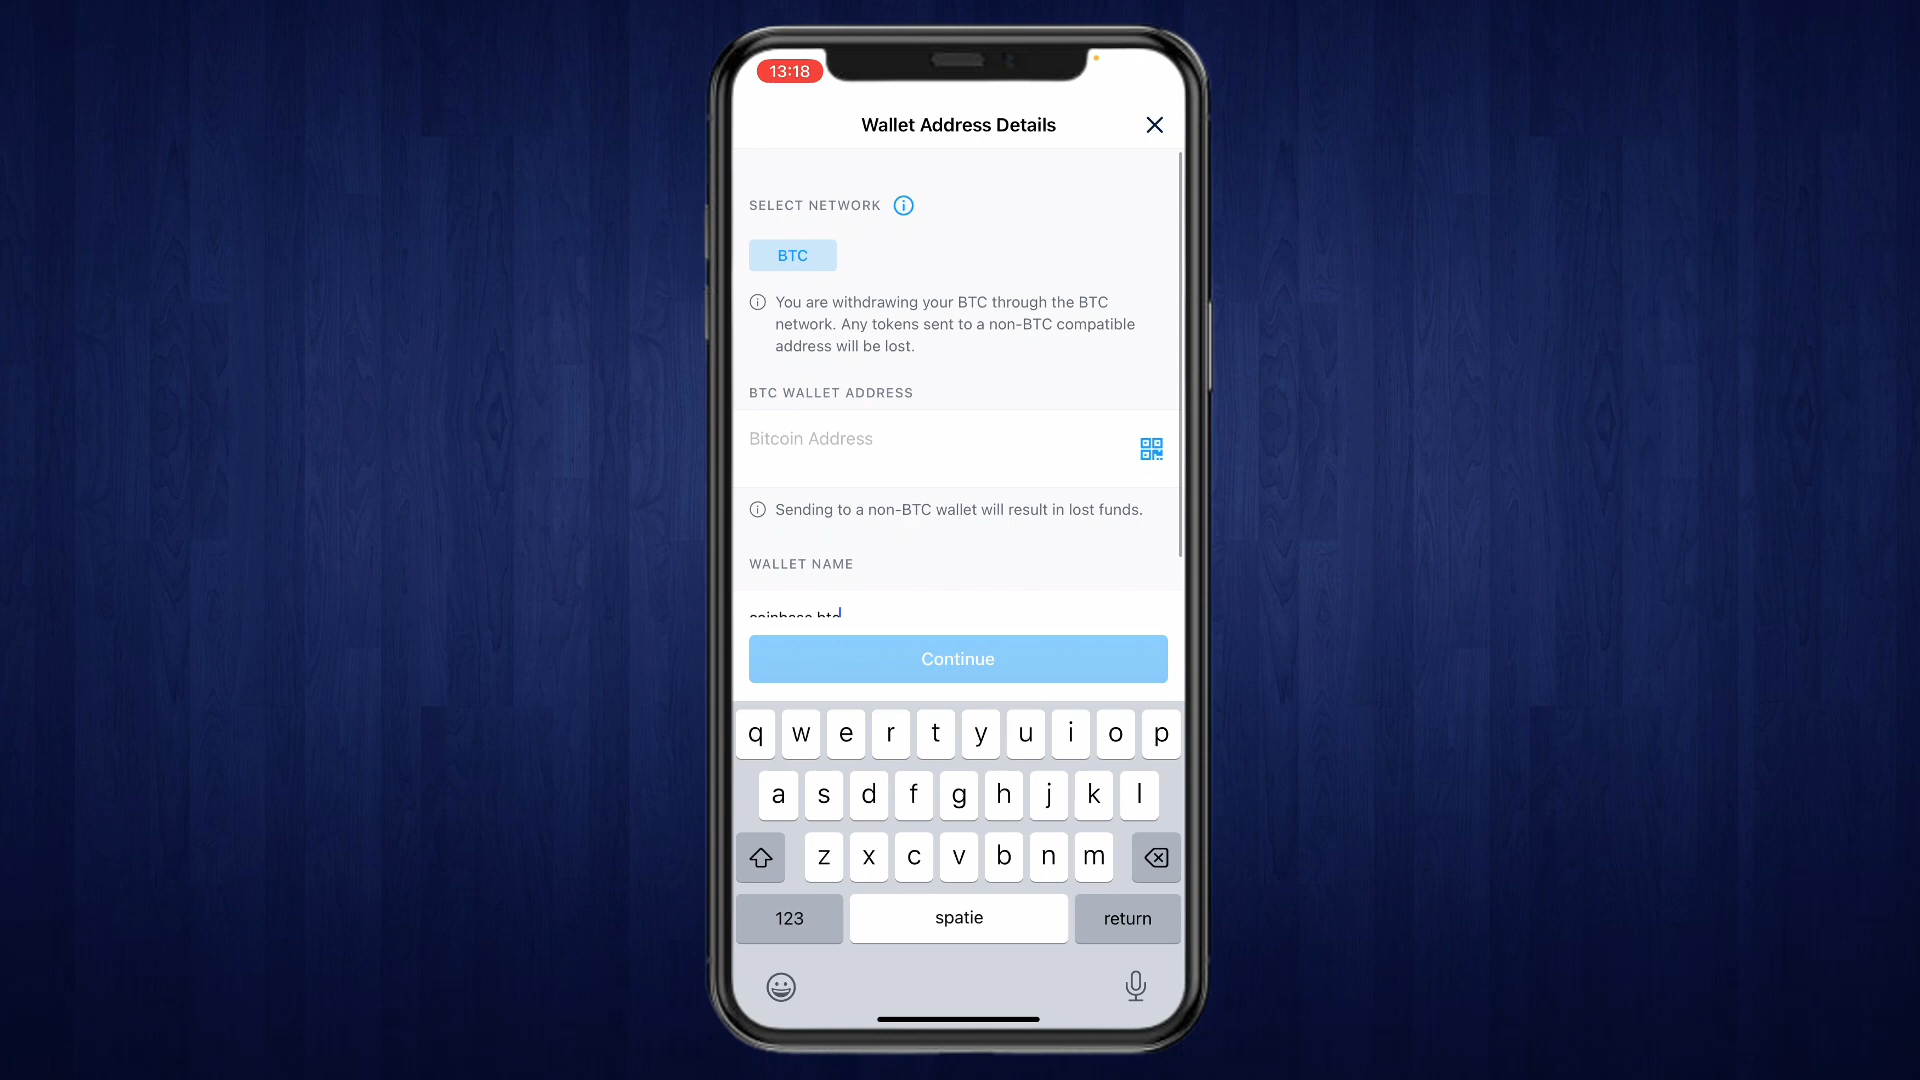 13:18
Wallet Address Details
SELECT NETWORK
BTC
You are withdrawing your BTC through the BTC
network. Any tokens sent to a non-BTC compatible
address will be lost.
BTC WALLET ADDRESS
Bitcoin Address
Sending to a non-BTC wallet will result in lost funds.
WALLET NAME
coinbase btc
Continue
q w e r t y u i o p
a s d f g h j k l
z x c v b n m
123 spatie return